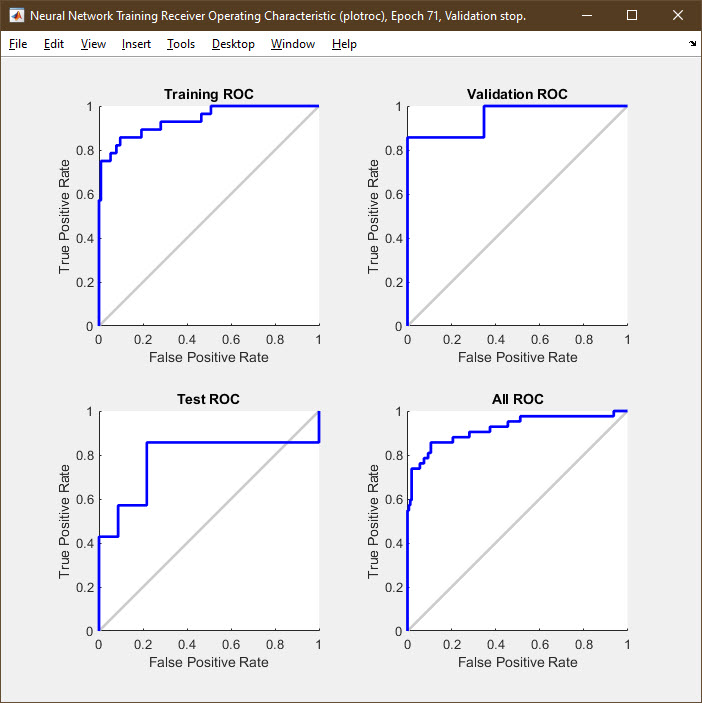 Neural Network Training Receiver Operating Characteristic (plotroc), Epoch 71, Validation stop.
File Edit View Insert Tools Desktop Window Help
Training ROC
True Positive Rate
1
0.8
0.6
0.4
0.2
0
0 0.2 0.4 0.6 0.8 1
False Positive Rate
Validation ROC
True Positive Rate
1
0.8
0.6
0.4
0.2
0
0 0.2 0.4 0.6 0.8 1
False Positive Rate
Test ROC
True Positive Rate
1
0.8
0.6
0.4
0.2
0
0 0.2 0.4 0.6 0.8 1
False Positive Rate
All ROC
True Positive Rate
1
0.8
0.6
0.4
0.2
0
0 0.2 0.4 0.6 0.8 1
False Positive Rate